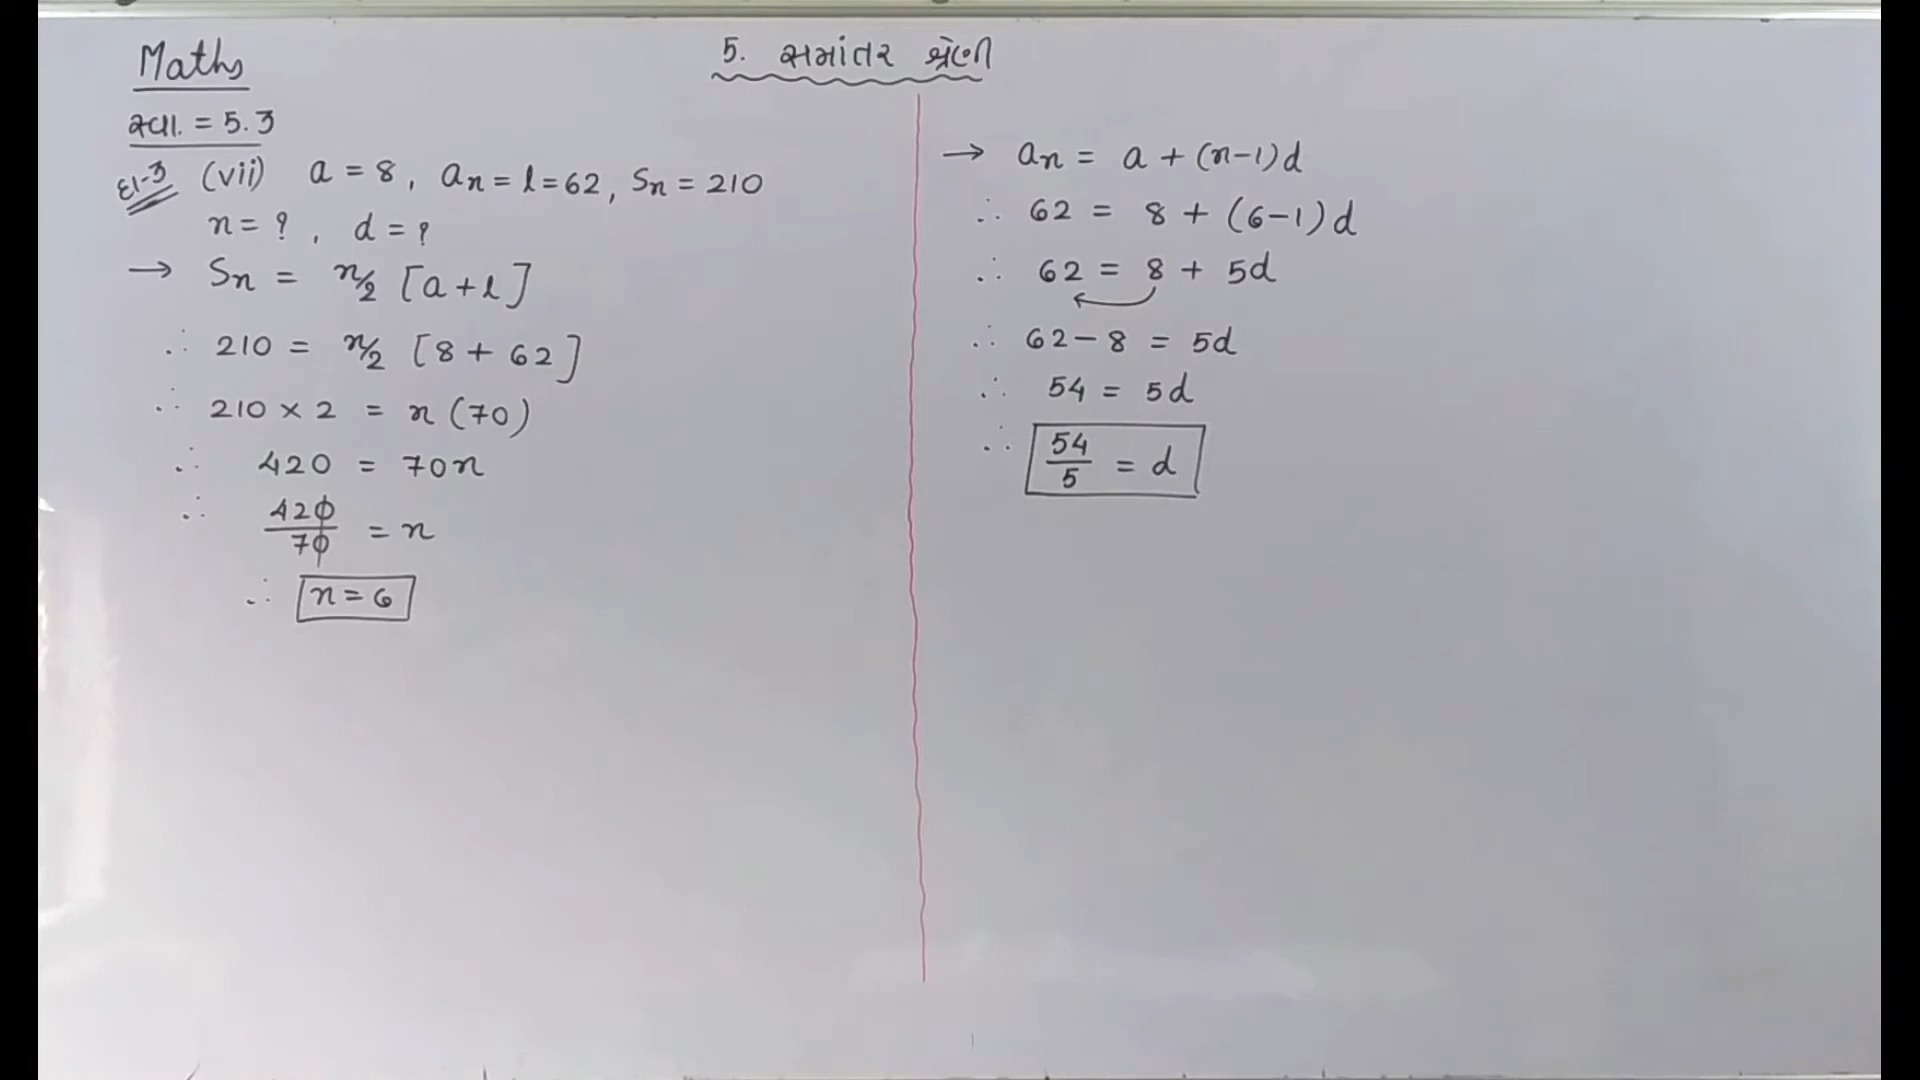 Maths
5. સમાંતર શ્રેણી
સ્વા. = 5.3
દા-3 (vii) a = 8, an = l = 62, Sn = 210
n = ?, d = ?
→ Sn = n/2 [a + l]
∴ 210 = n/2 [8 + 62]
∴ 210 × 2 = n (70)
∴ 420 = 70n
∴ 420/70 = n
∴ n = 6
→ an = a + (n-1)d
∴ 62 = 8 + (6-1)d
∴ 62 = 8 + 5d
∴ 62 - 8 = 5d
∴ 54 = 5d
∴ 54/5 = d